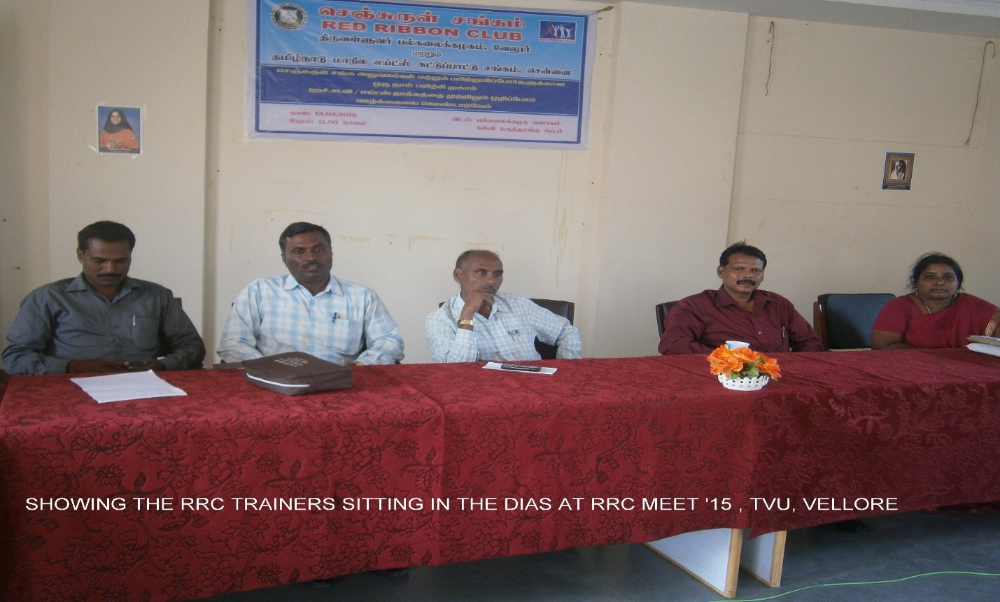 செஞ்சுருள் சங்கம்
RED RIBBON CLUB
திருவள்ளுவர் பல்கலைக்கழகம், வேலூர்
மற்றும்
தமிழ்நாடு மாநில எய்ட்ஸ் கட்டுப்பாட்டு சங்கம், சென்னை
செஞ்சுருள் சங்க அலுவலர்கள் மற்றும் பயிற்றுவிப்போர்களுக்கான
ஒரு நாள் பயிற்சி முகாம்
ஹச்.ஐ.வி / எய்ட்ஸ் தாக்கத்தை முற்றிலும் ஒழிப்போம்
வாழ்க்கையை கொண்டாடுவோம்
நாள்: 13.03.2015
நேரம்: 11.00 காலை
இடம்: பல்கலைக்கழக வளாகம்
கல்வி கருத்தரங்கு கூடம்
SHOWING THE RRC TRAINERS SITTING IN THE DIAS AT RRC MEET '15 , TVU, VELLORE